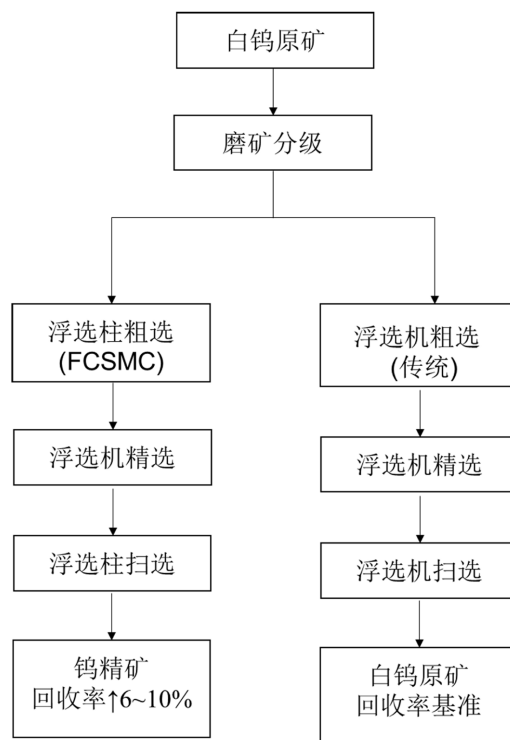 白钨原矿
磨矿分级
浮选柱粗选
(FCSMC)
浮选机精选
浮选柱扫选
钨精矿
回收率↑6~10%
浮选机粗选
(传统)
浮选机精选
浮选机扫选
白钨原矿
回收率基准